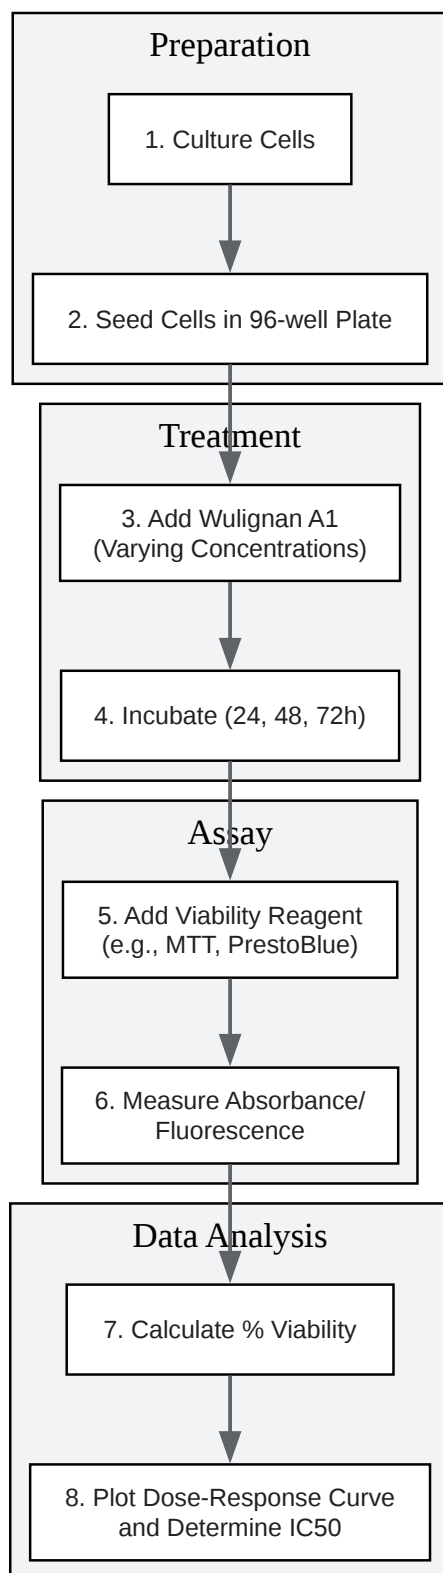 Preparation
1. Culture Cells
2. Seed Cells in 96-well Plate
Treatment
3. Add Wulignan A1
(Varying Concentrations)
4. Incubate (24, 48, 72h)
Assay
5. Add Viability Reagent
(e.g., MTT, PrestoBlue)
6. Measure Absorbance/
Fluorescence
Data Analysis
7. Calculate % Viability
8. Plot Dose-Response Curve
and Determine IC50